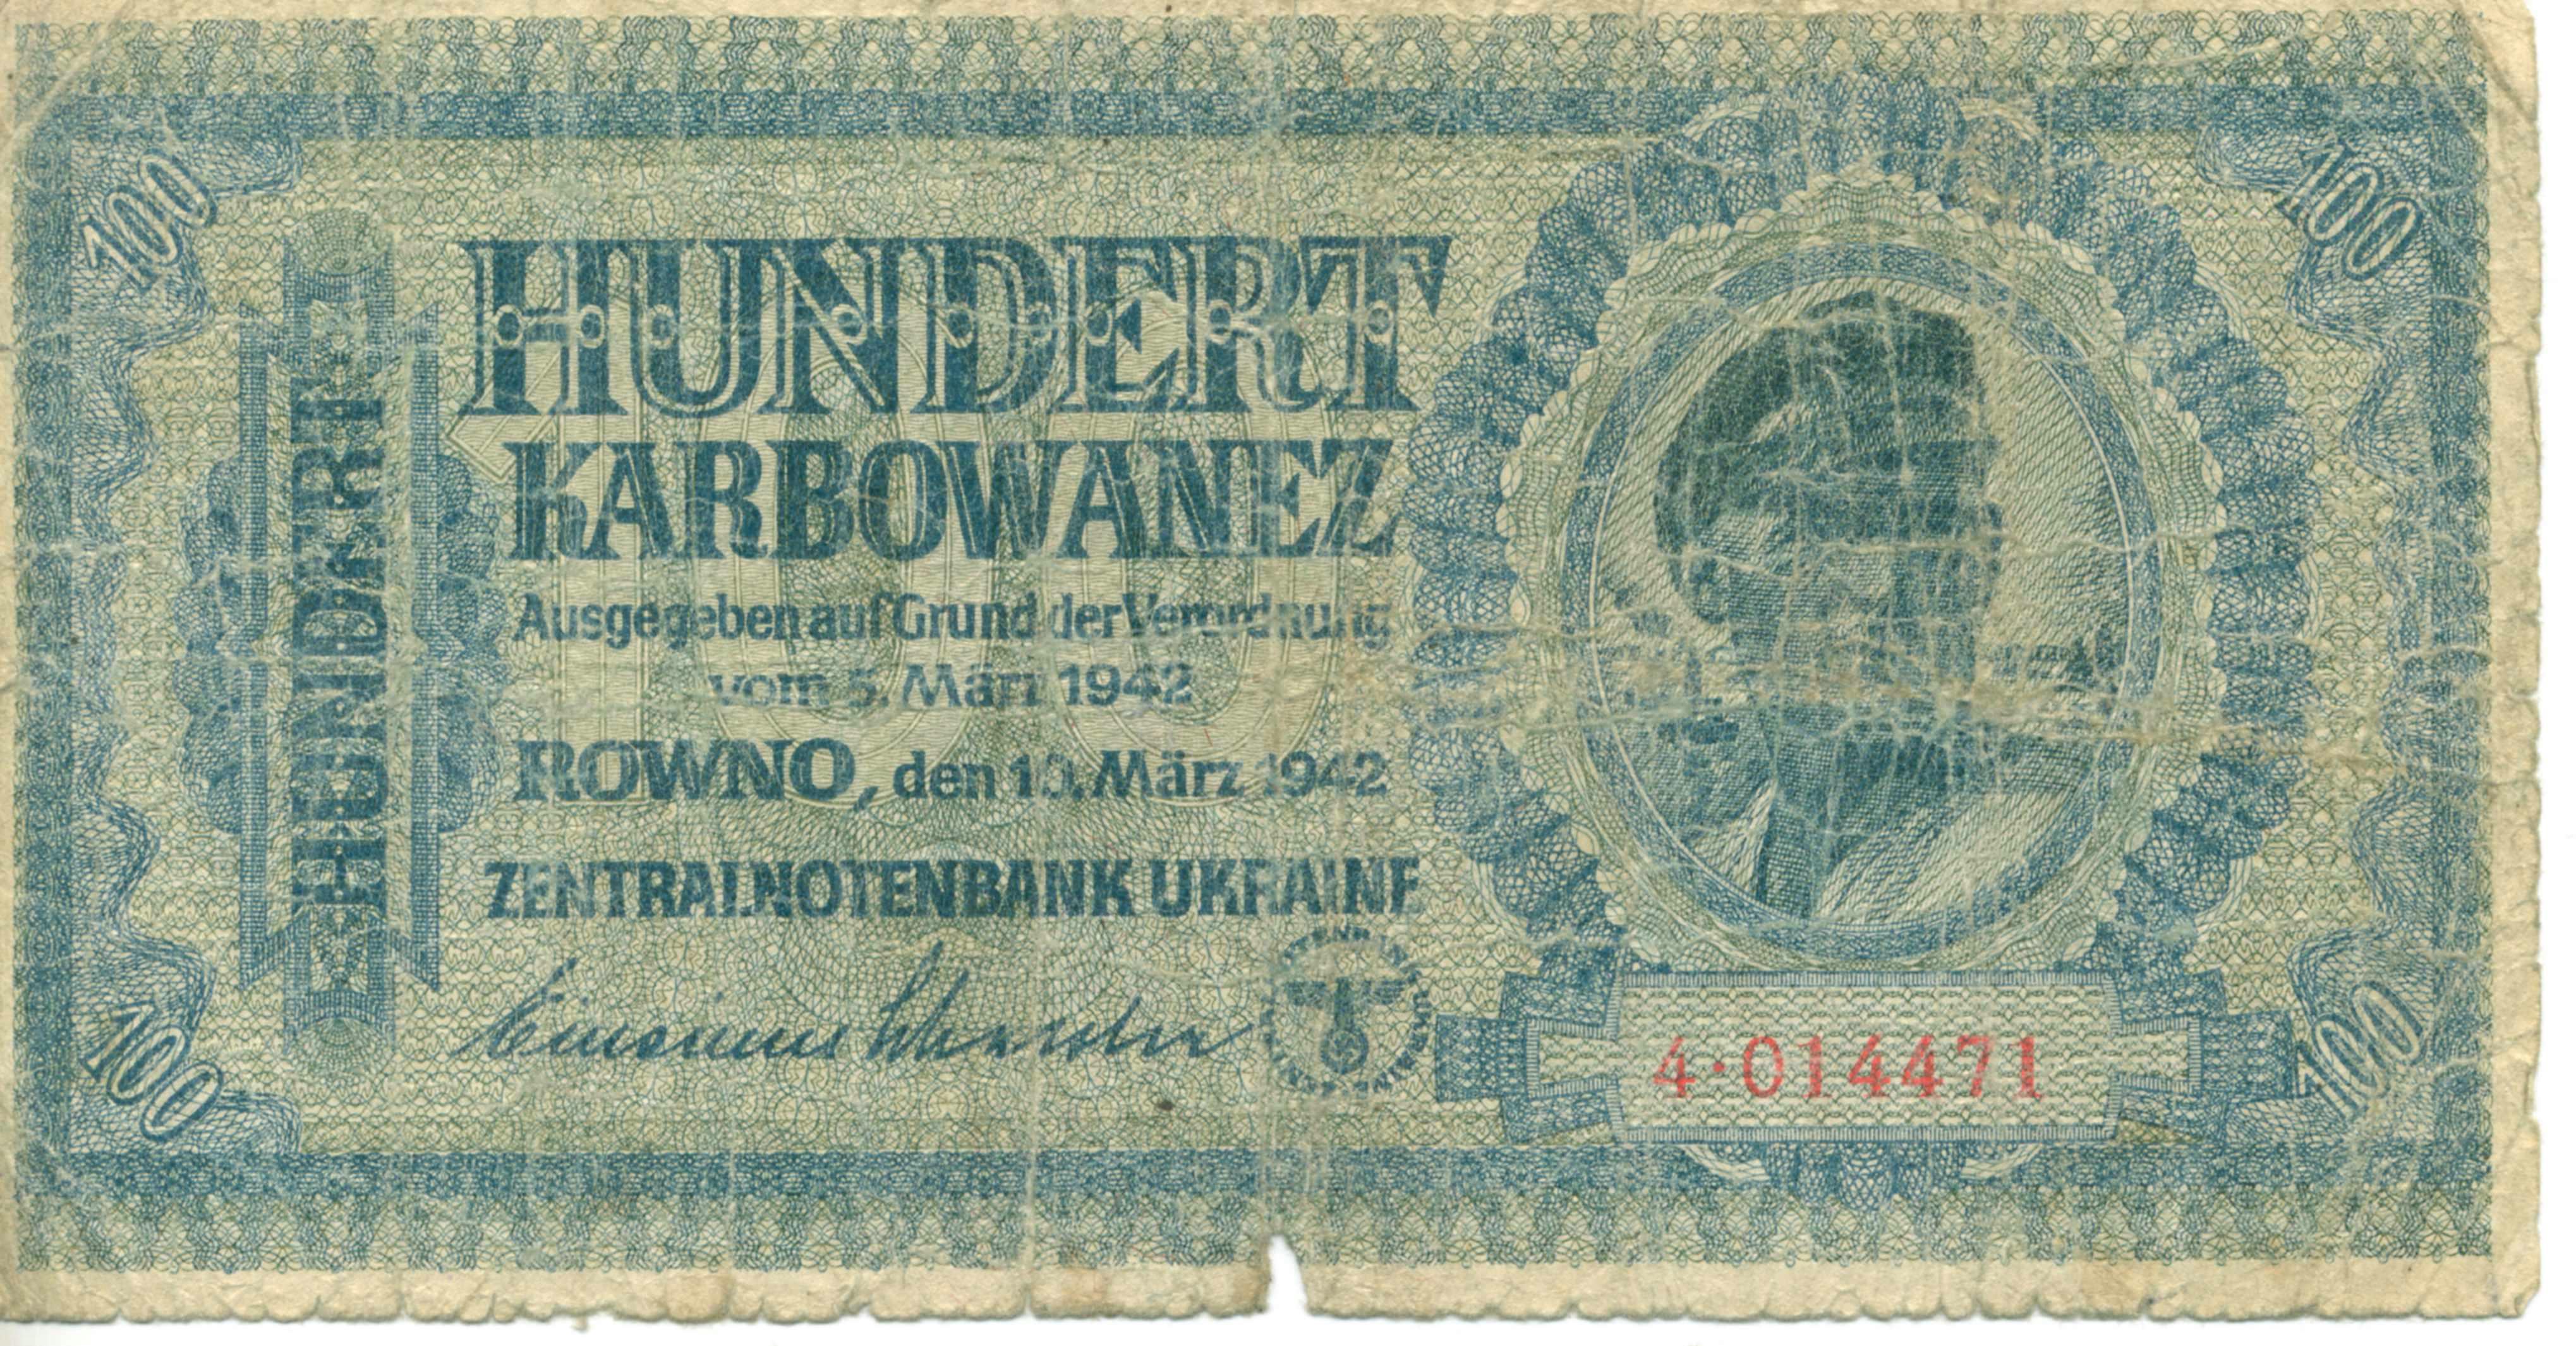 100
100
HUNDERT
HUNDERT
KARBOWANEZ
Ausgegeben auf Grund der Verordnung
vom 5. März 1942
ROWNO, den 10. März 1942
ZENTRALNOTENBANK UKRAINE
4·014471
100
100